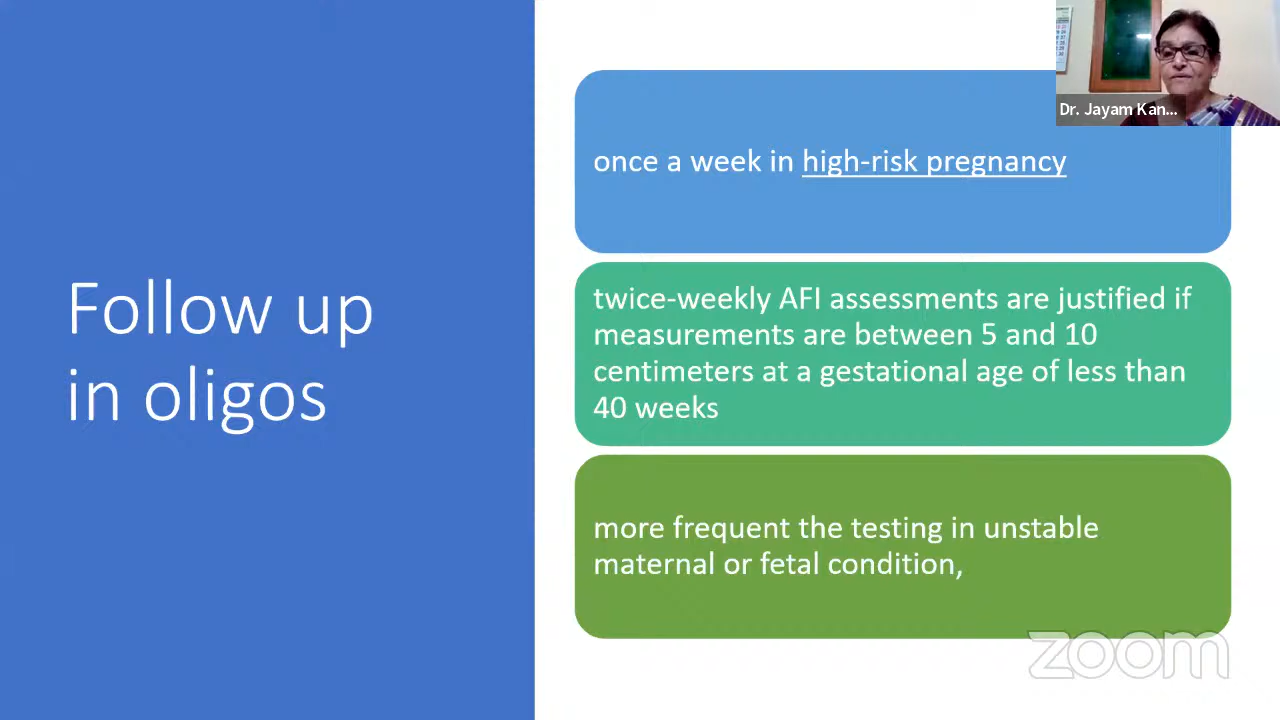 Dr. Jayam Kan...
once a week in high-risk pregnancy
Follow up
in oligos
twice-weekly AFI assessments are justified if
measurements are between 5 and 10
centimeters at a gestational age of less than
40 weeks
more frequent the testing in unstable
maternal or fetal condition,
zoom